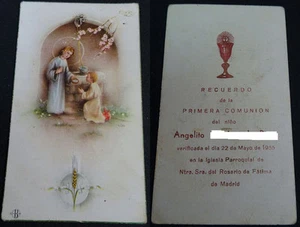 RECUERDO
de la
PRIMERA COMUNIÓN
del niño
Angelito
verificada el día 22 de Mayo de
en la Iglesia Parroquial de
Ntra. Sra. del Rosario de Fátima
de Madrid